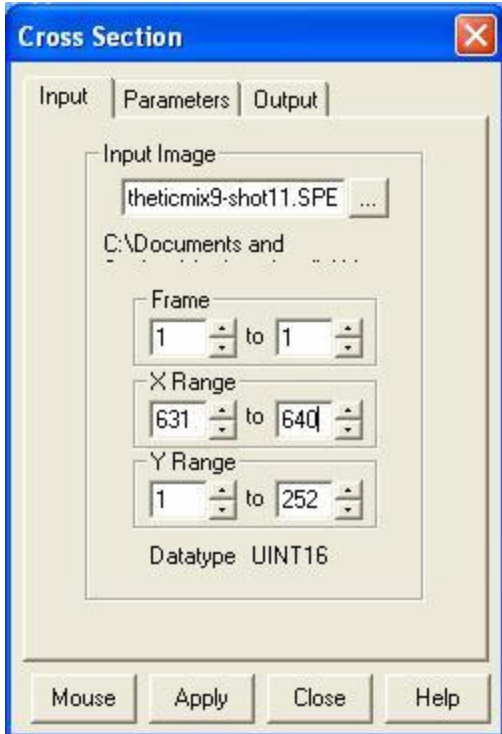 Cross Section
Input Parameters Output
Input Image
theticmix9-shot11.SPE ...
C:\Documents and
Frame
1 to 1
X Range
631 to 640
Y Range
1 to 252
Datatype UINT16
Mouse Apply Close Help